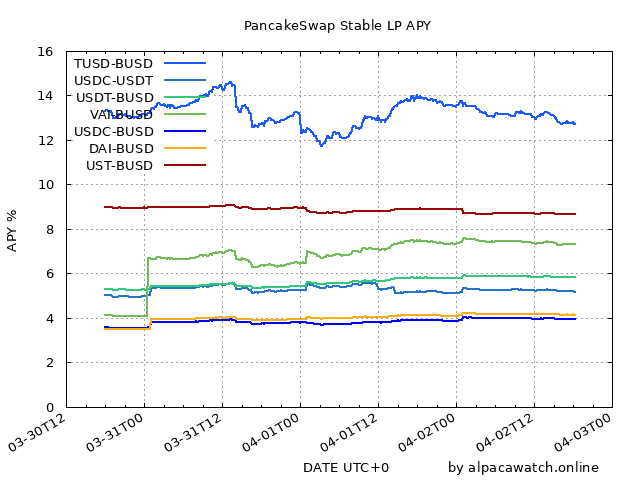 PancakeSwap Stable LP APY
16
14
12
10
8
6
4
2
0
APY %
TUSD-BUSD
USDC-USDT
USDT-BUSD
VAI-BUSD
USDC-BUSD
DAI-BUSD
UST-BUSD
03-30T12
03-31T00
03-31T12
04-01T00
04-01T12
04-02T00
04-02T12
04-03T00
DATE UTC+0
by alpacawatch.online